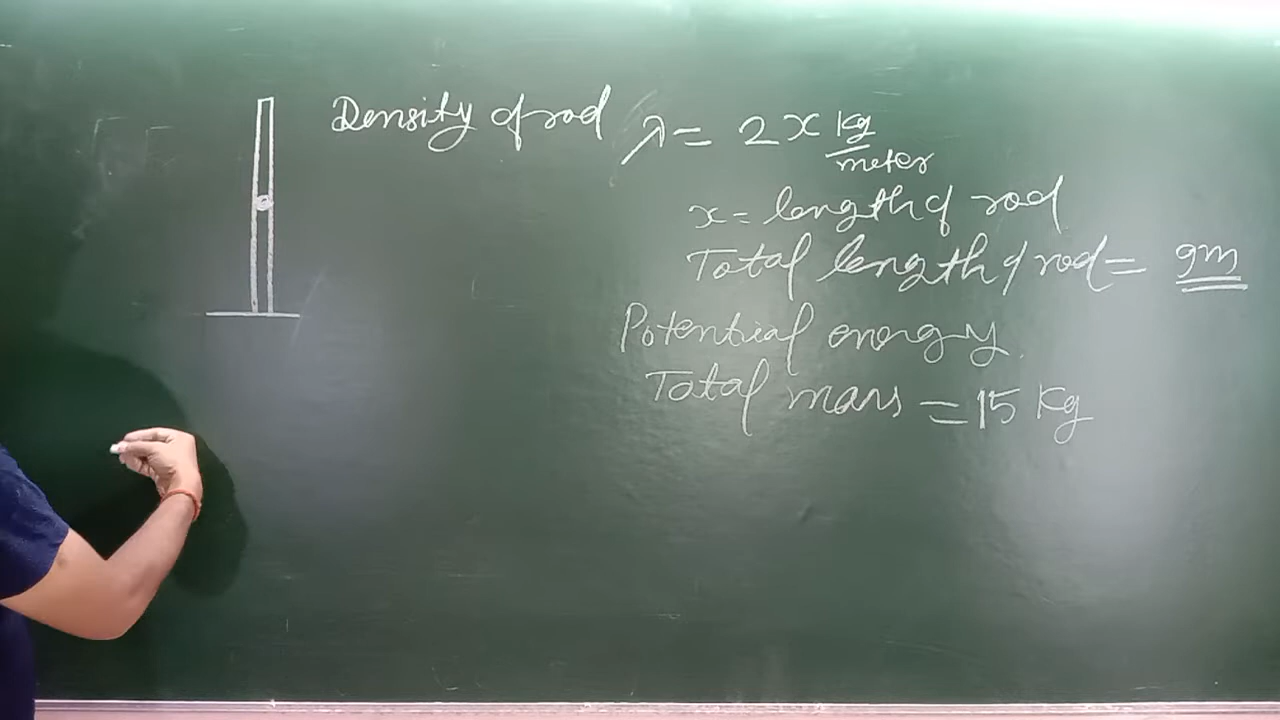 Density of rod λ = 2x kg/meter
x = length of rod
Total length of rod = 9m
Potential energy.
Total mass = 15 Kg